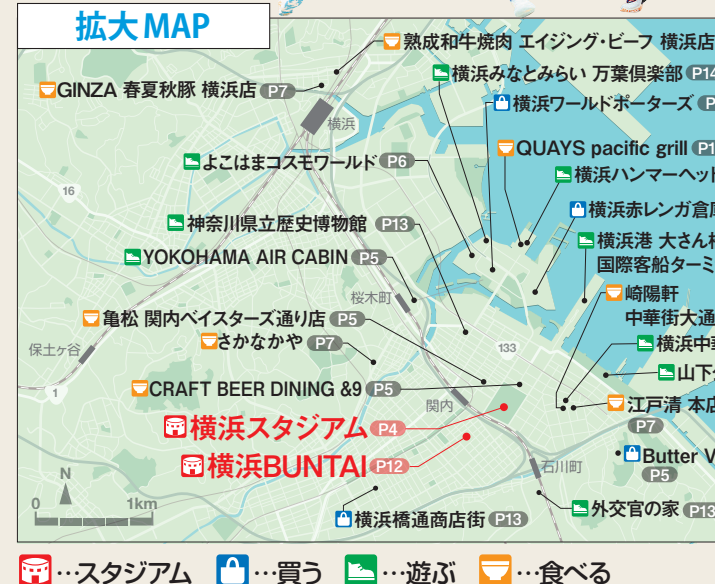 拡大MAP
熟成和牛焼肉 エイジング・ビーフ 横浜店
横浜みなとみらい 万葉倶楽部 P14
GINZA 春夏秋豚 横浜店 P7
横浜ワールドポーターズ
横浜
QUAYS pacific grill
よこはまコスモワールド P6
横浜ハンマーヘッド
16
横浜赤レンガ倉庫
神奈川県立歴史博物館 P13
横浜港 大さん橋
国際客船ターミ
YOKOHAMA AIR CABIN P5
桜木町
崎陽軒
中華街大通
亀松 関内ベイスターズ通り店 P5
さかなかや P7
横浜中華
133
保土ヶ谷
山下公
CRAFT BEER DINING &9 P5
1
関内
江戸清 本店
P7
横浜スタジアム P4
Butter V
P5
横浜BUNTAI P12
石川町
N
0 1km
横浜橋通商店街 P13
外交官の家 P13
…スタジアム …買う …遊ぶ …食べる